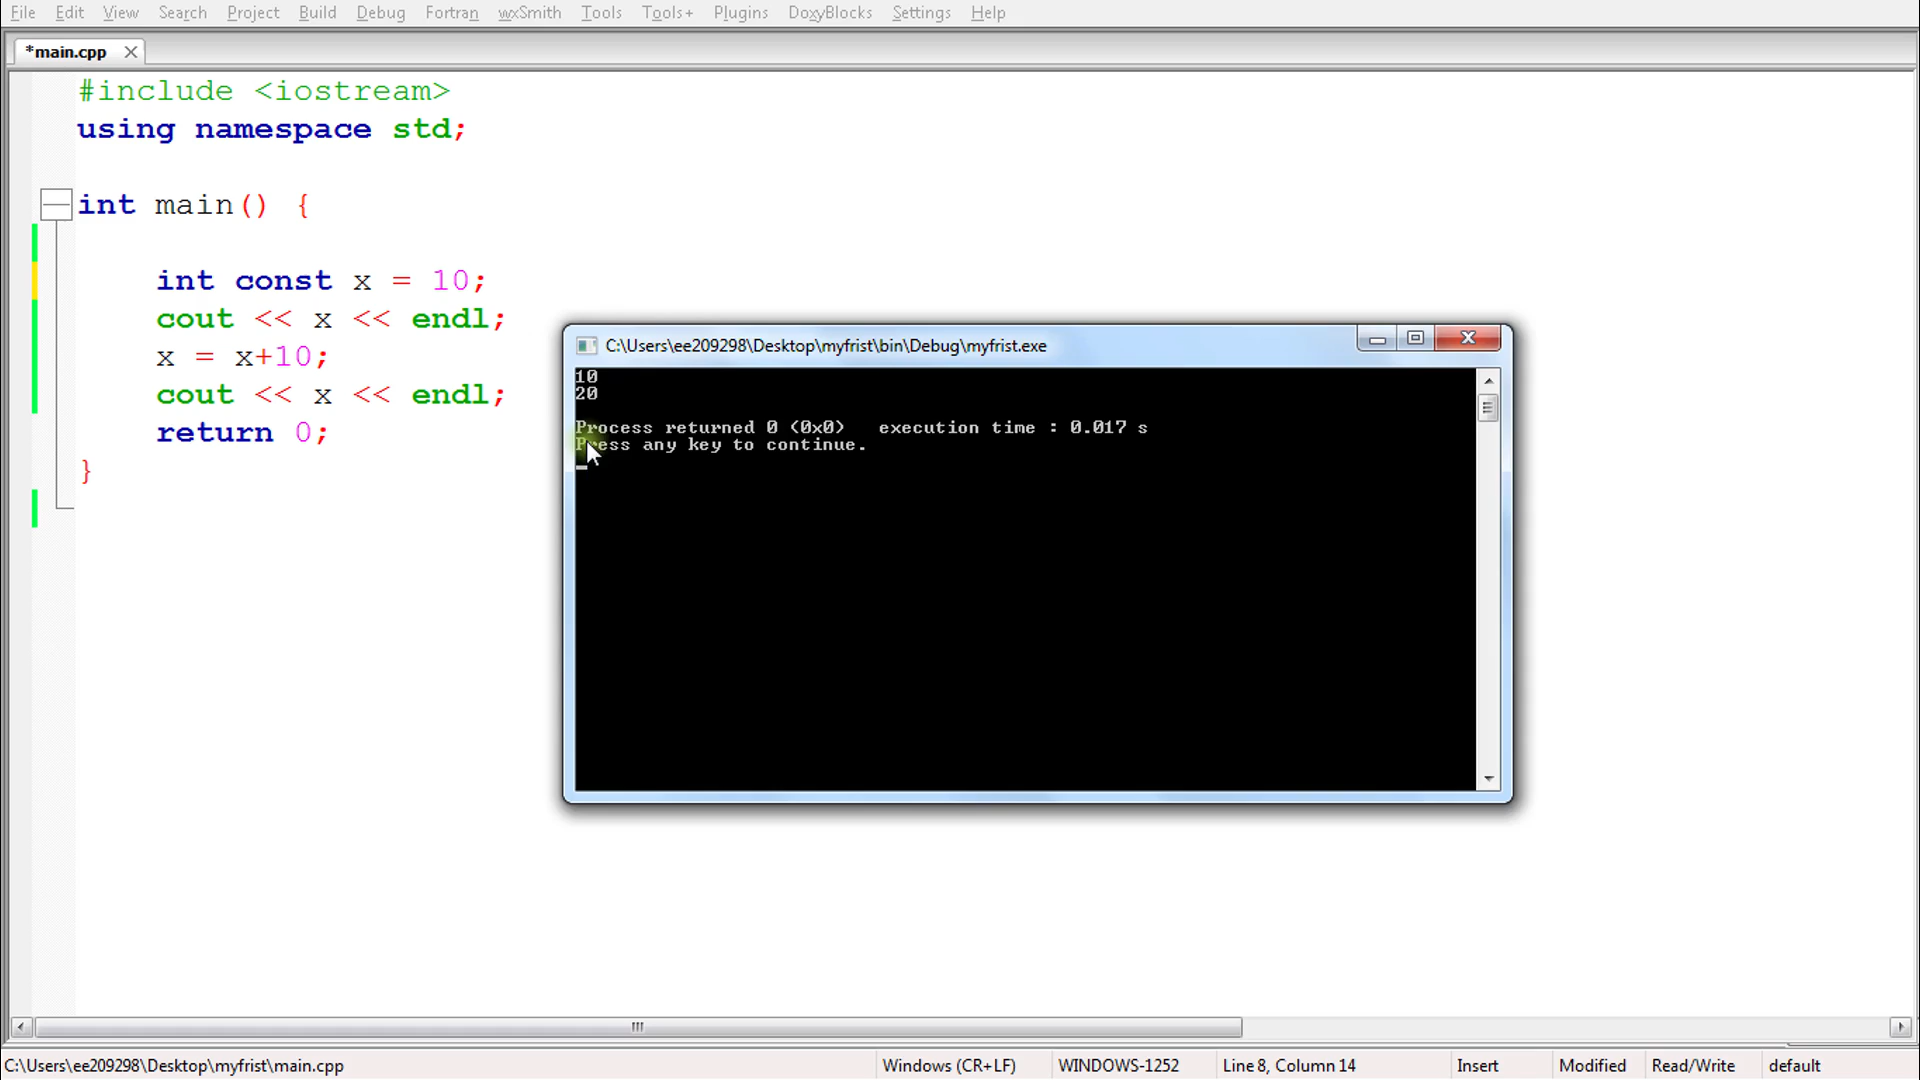 File Edit View Search Project Build Debug Fortran wxSmith Tools Tools+ Plugins DoxyBlocks Settings Help
*main.cpp
#include <iostream>
using namespace std;
int main() {
int const x = 10;
cout << x << endl;
x = x+10;
cout << x << endl;
return 0;
}
C:\Users\ee209298\Desktop\myfrist\bin\Debug\myfrist.exe
10
20
Process returned 0 (0x0)   execution time : 0.017 s
Press any key to continue.
C:\Users\ee209298\Desktop\myfrist\main.cpp Windows (CR+LF) WINDOWS-1252 Line 8, Column 14 Insert Modified Read/Write default